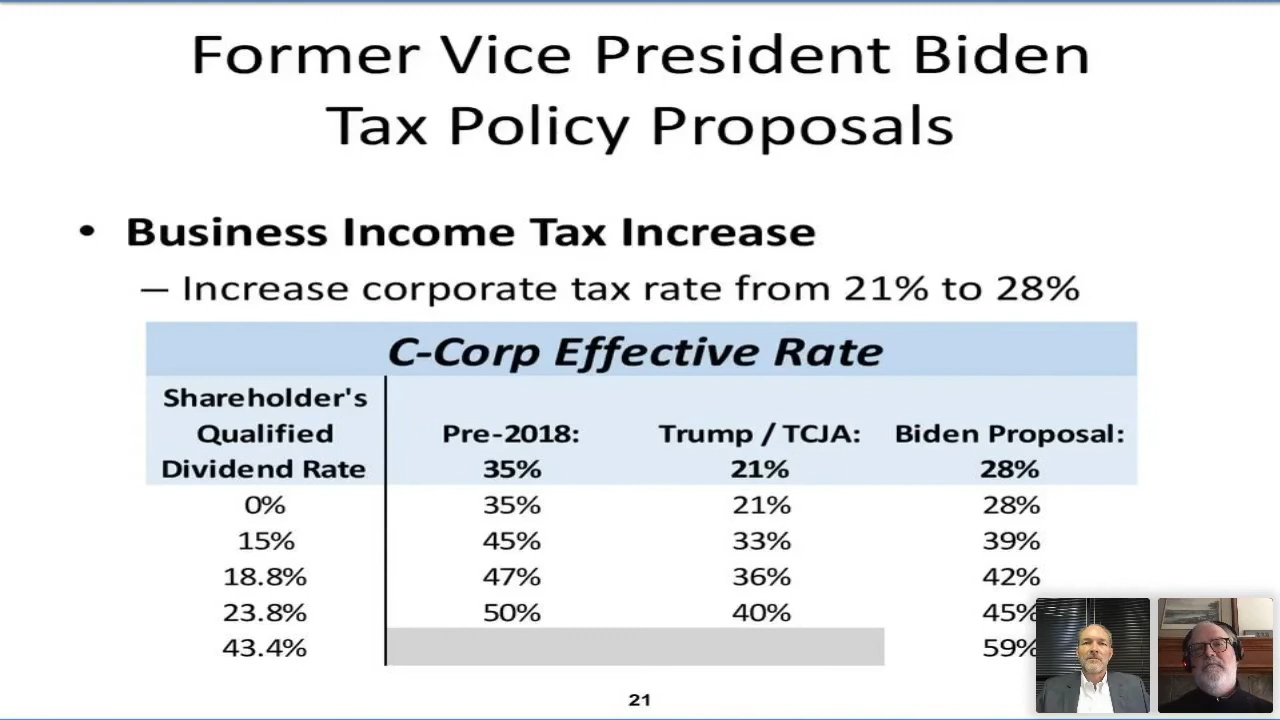 Former Vice President Biden
Tax Policy Proposals
• Business Income Tax Increase
– Increase corporate tax rate from 21% to 28%
C-Corp Effective Rate
Shareholder's
Qualified Pre-2018: Trump / TCJA: Biden Proposal:
Dividend Rate 35% 21% 28%
0% 35% 21% 28%
15% 45% 33% 39%
18.8% 47% 36% 42%
23.8% 50% 40% 45%
43.4% 59%
21